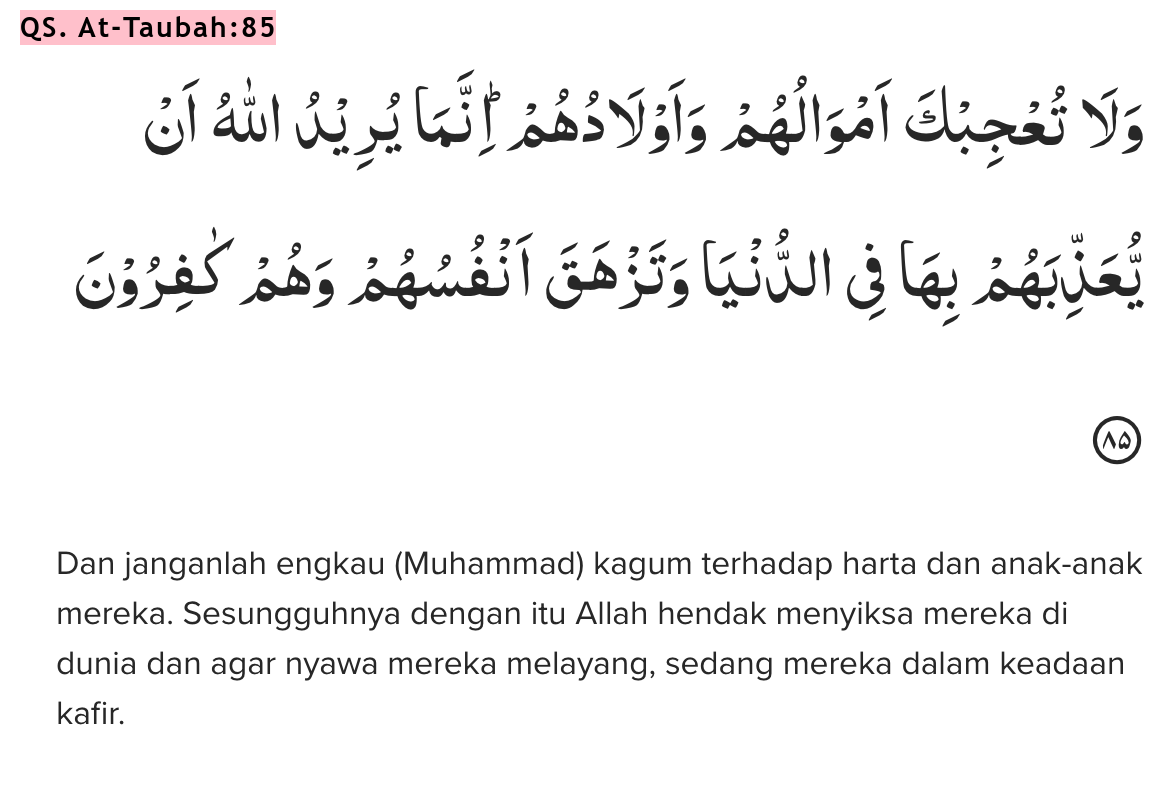 QS. At-Taubah:85
وَلَا تُعْجِبْكَ اَمْوَالُهُمْ وَاَوْلَادُهُمْ ۗاِنَّمَا يُرِيْدُ اللّٰهُ اَنْ
يُّعَذِّبَهُمْ بِهَا فِى الدُّنْيَا وَتَزْهَقَ اَنْفُسُهُمْ وَهُمْ كٰفِرُوْنَ
۸۵
Dan janganlah engkau (Muhammad) kagum terhadap harta dan anak-anak
mereka. Sesungguhnya dengan itu Allah hendak menyiksa mereka di
dunia dan agar nyawa mereka melayang, sedang mereka dalam keadaan
kafir.